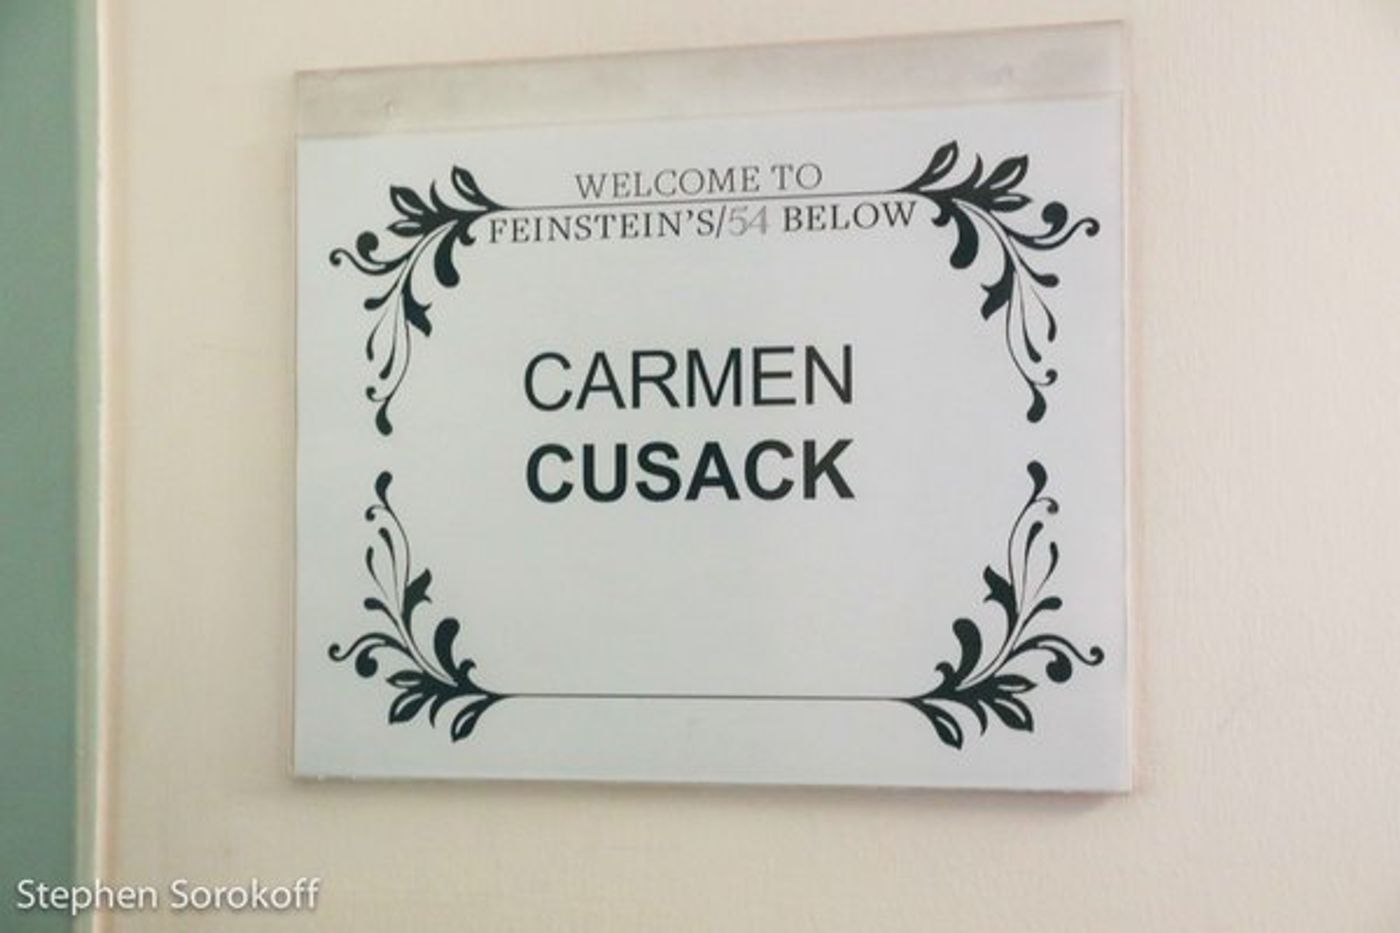 WELCOME TO
FEINSTEIN'S/54 BELOW
CARMEN
CUSACK
Stephen Sorokoff